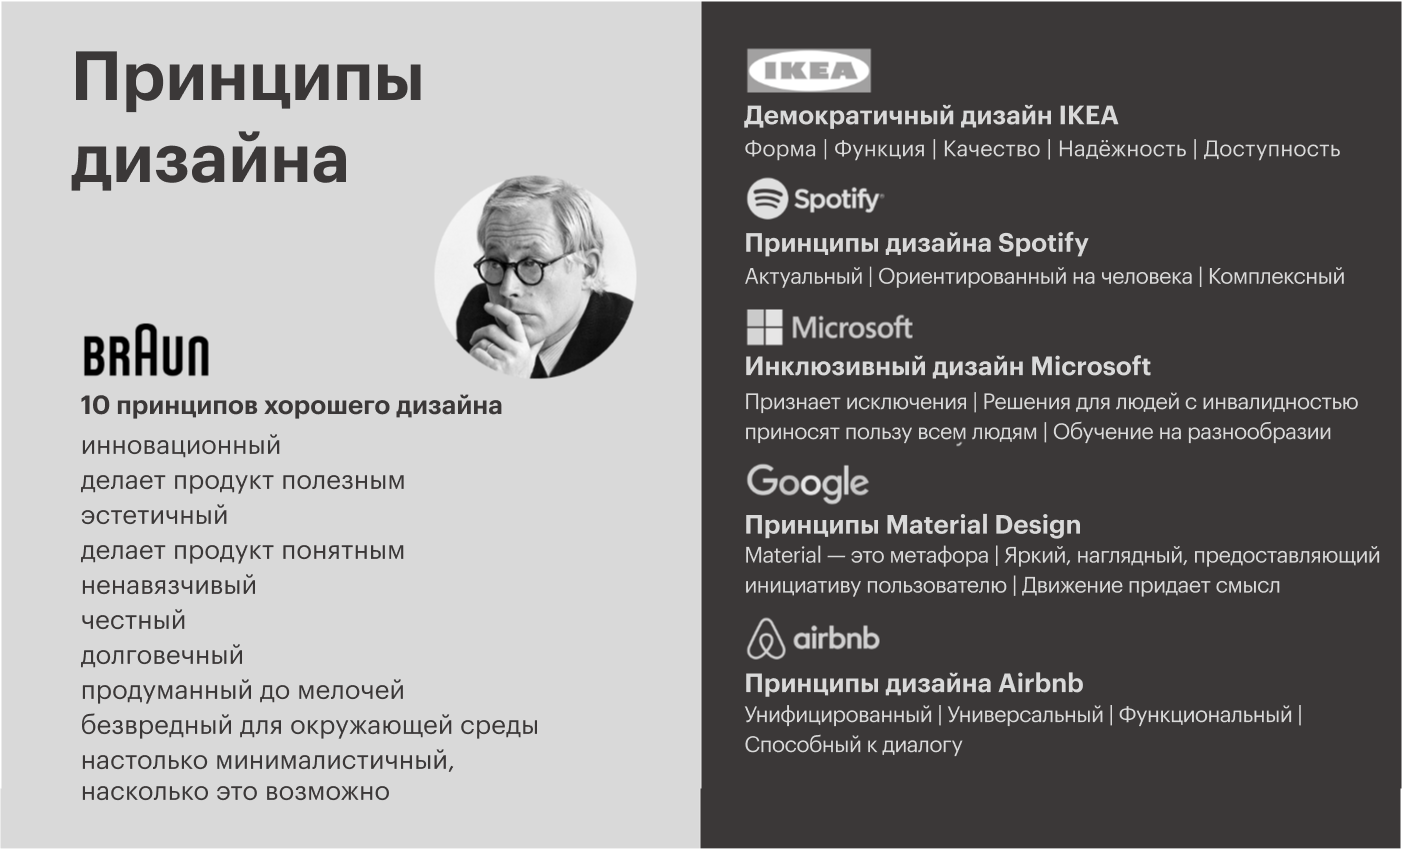 Принципы
дизайна
BRAUN
10 принципов хорошего дизайна
инновационный
делает продукт полезным
эстетичный
делает продукт понятным
ненавязчивый
честный
долговечный
продуманный до мелочей
безвредный для окружающей среды
настолько минималистичный,
насколько это возможно
IKEA
Демократичный дизайн IKEA
Форма | Функция | Качество | Надёжность | Доступность
Spotify
Принципы дизайна Spotify
Актуальный | Ориентированный на человека | Комплексный
Microsoft
Инклюзивный дизайн Microsoft
Признает исключения | Решения для людей с инвалидностью
приносят пользу всем людям | Обучение на разнообразии
Google
Принципы Material Design
Material — это метафора | Яркий, наглядный, предоставляющий
инициативу пользователю | Движение придает смысл
airbnb
Принципы дизайна Airbnb
Унифицированный | Универсальный | Функциональный |
Способный к диалогу